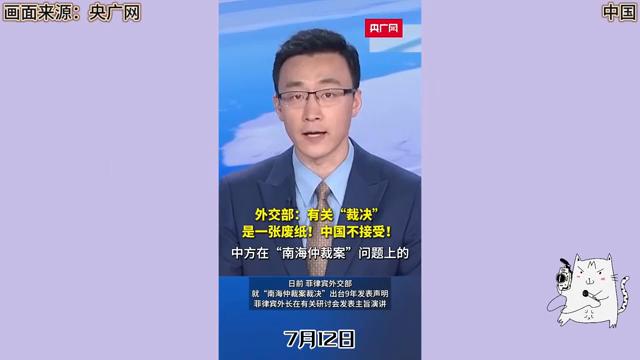 画面来源：央广网
中国
央广网
外交部：有关“裁决”
是一张废纸！中国不接受！
中方在“南海仲裁案”问题上的
日前 菲律宾外交部
就“南海仲裁案裁决”出台9年发表声明
菲律宾外长在有关研讨会发表主旨演讲
7月12日